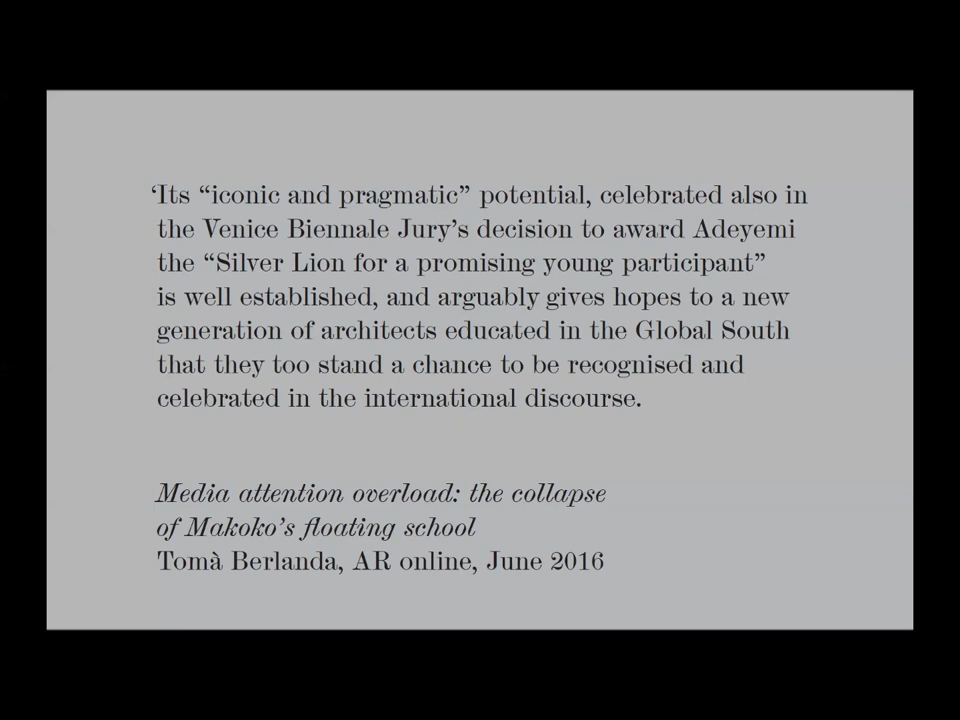 ‘Its “iconic and pragmatic” potential, celebrated also in
the Venice Biennale Jury’s decision to award Adeyemi
the “Silver Lion for a promising young participant”
is well established, and arguably gives hopes to a new
generation of architects educated in the Global South
that they too stand a chance to be recognised and
celebrated in the international discourse.
Media attention overload: the collapse
of Makoko’s floating school
Tomà Berlanda, AR online, June 2016